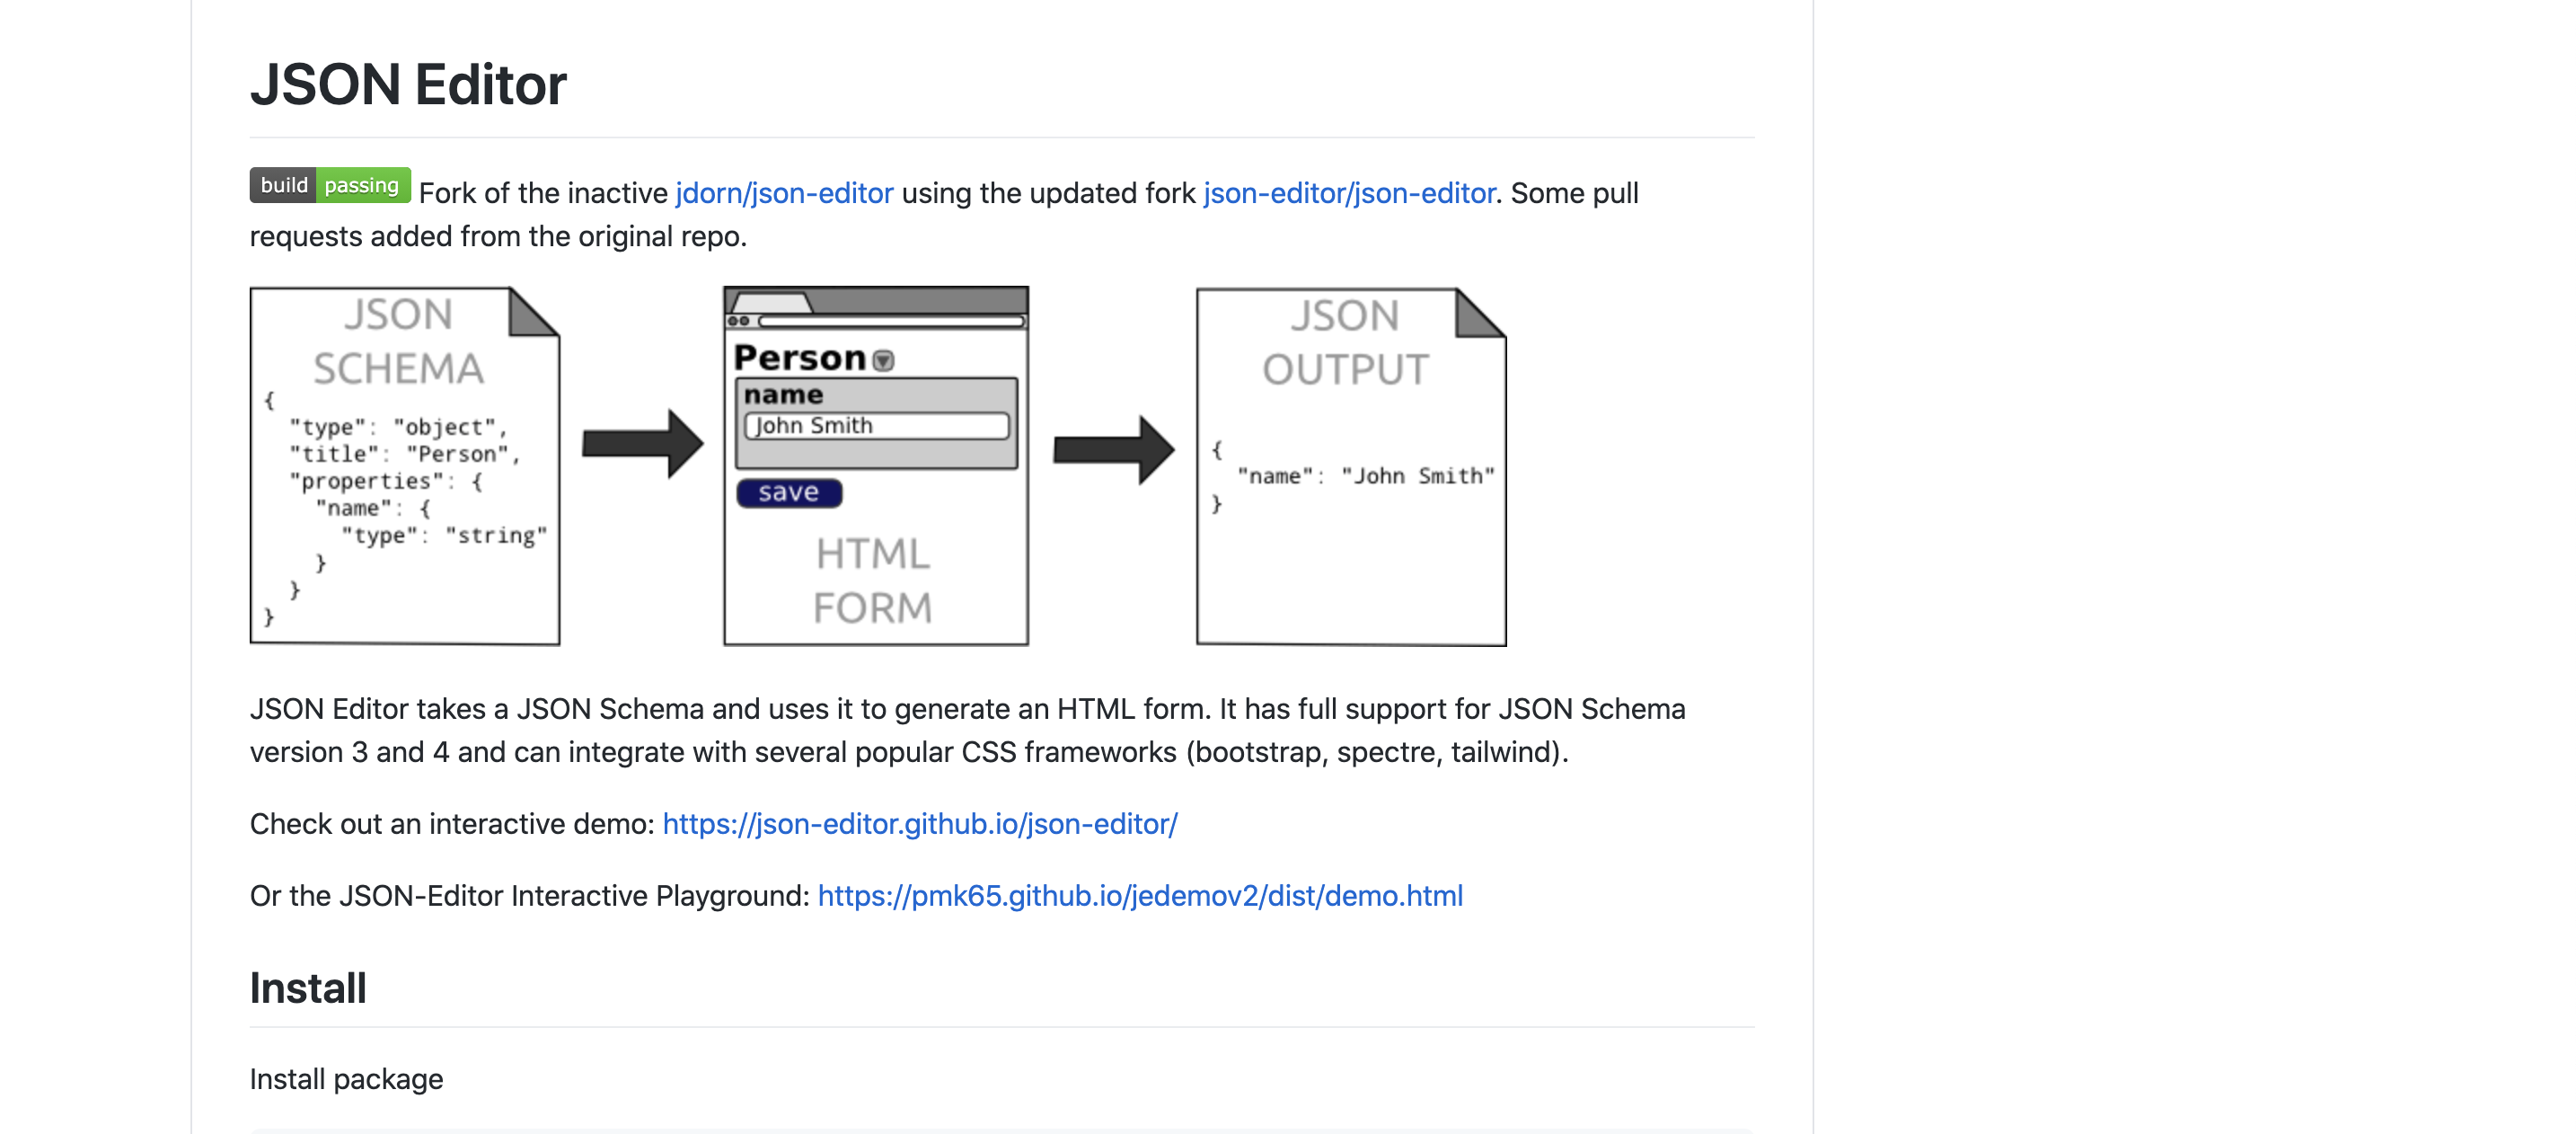 JSON Editor
build passing Fork of the inactive jdorn/json-editor using the updated fork json-editor/json-editor. Some pull
requests added from the original repo.
JSON
SCHEMA
{
"type": "object",
"title": "Person",
"properties": {
"name": {
"type": "string"
}
}
}
Person
name
John Smith
save
HTML
FORM
JSON
OUTPUT
{
"name": "John Smith"
}
JSON Editor takes a JSON Schema and uses it to generate an HTML form. It has full support for JSON Schema
version 3 and 4 and can integrate with several popular CSS frameworks (bootstrap, spectre, tailwind).
Check out an interactive demo: https://json-editor.github.io/json-editor/
Or the JSON-Editor Interactive Playground: https://pmk65.github.io/jedemov2/dist/demo.html
Install
Install package